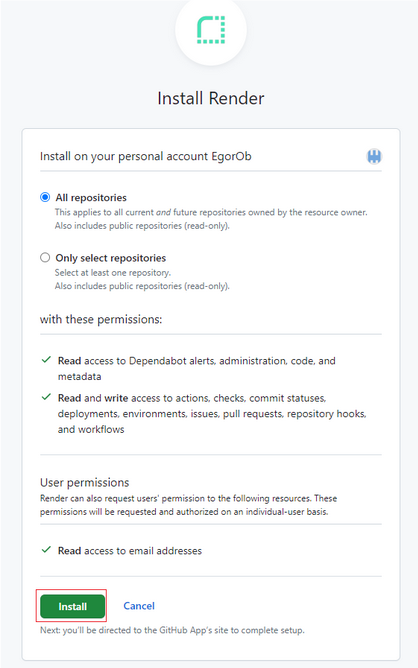 Install Render
Install on your personal account EgorOb
All repositories
This applies to all current and future repositories owned by the resource owner.
Also includes public repositories (read-only).
Only select repositories
Select at least one repository.
Also includes public repositories (read-only).
with these permissions:
Read access to Dependabot alerts, administration, code, and
metadata
Read and write access to actions, checks, commit statuses,
deployments, environments, issues, pull requests, repository hooks,
and workflows
User permissions
Render can also request users' permission to the following resources. These
permissions will be requested and authorized on an individual-user basis.
Read access to email addresses
Install
Cancel
Next: you'll be directed to the GitHub App's site to complete setup.